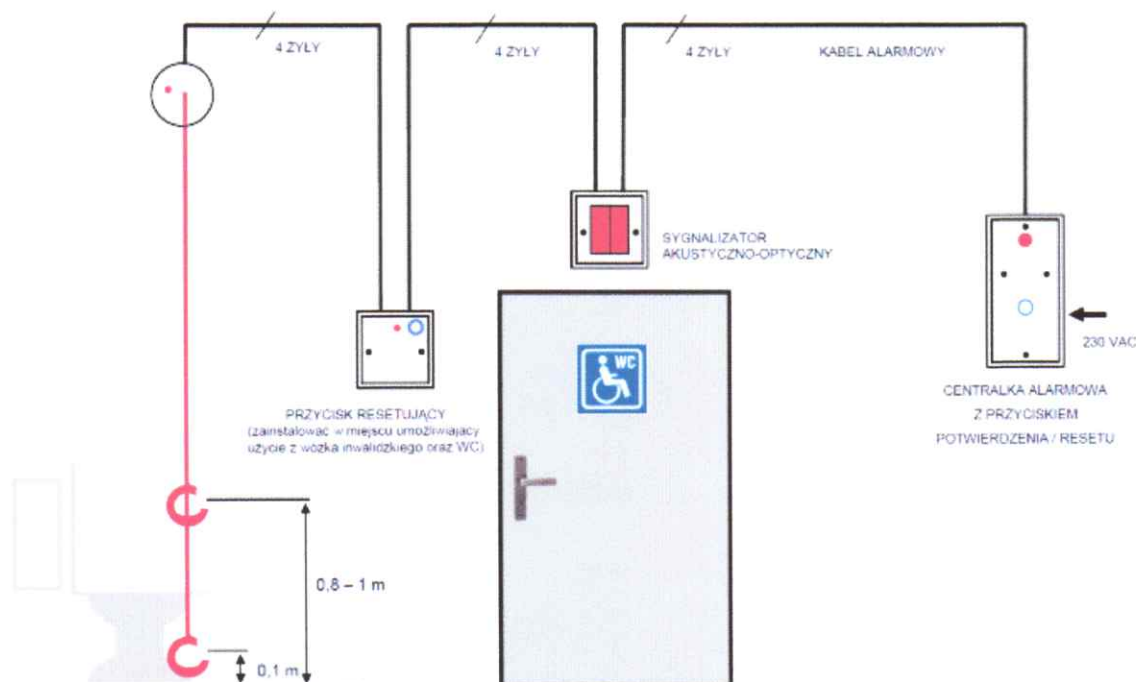 4 ŻYŁY
4 ŻYŁY
4 ŻYŁY
KABEL ALARMOWY
SYGNALIZATOR
AKUSTYCZNO-OPTYCZNY
WC
230 VAC
PRZYCISK RESETUJĄCY
(zainstalować w miejscu umożliwiający
użycie z wózka inwalidzkiego oraz WC)
CENTRALKA ALARMOWA
Z PRZYCISKIEM
POTWIERDZENIA / RESETU
0,8 – 1 m
0,1 m